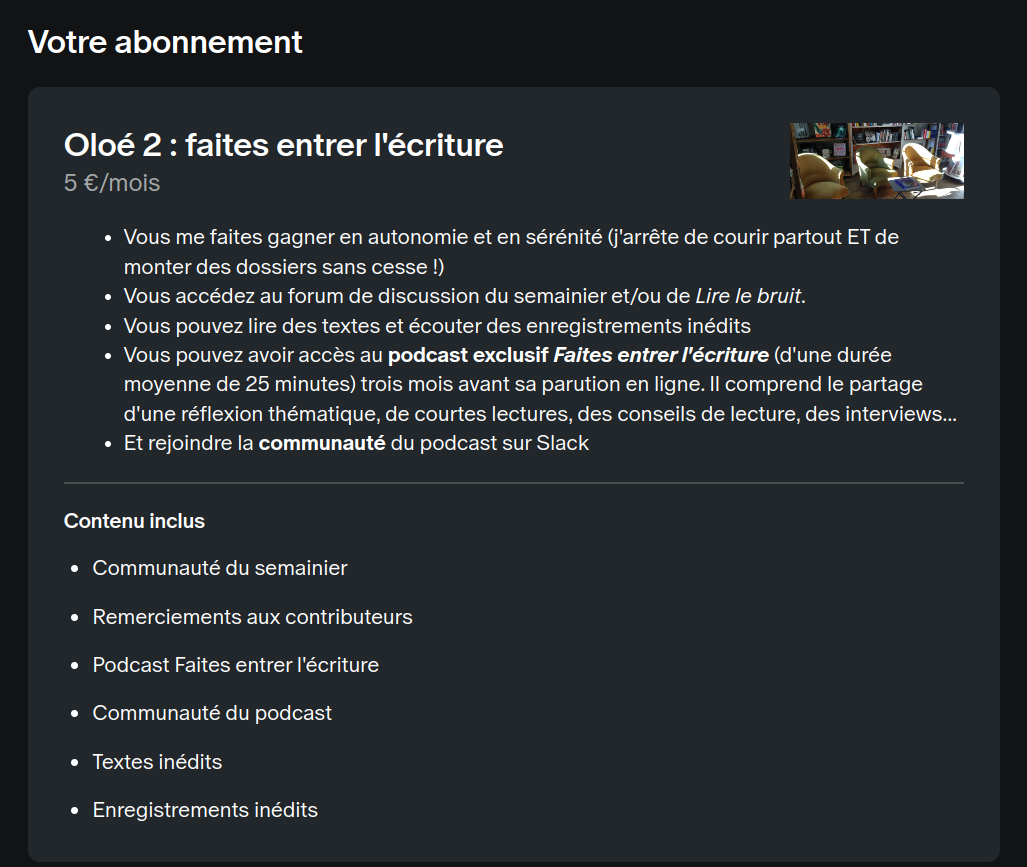 Votre abonnement
Oloé 2 : faites entrer l'écriture
5 €/mois
• Vous me faites gagner en autonomie et en sérénité (j'arrête de courir partout ET de
monter des dossiers sans cesse !)
• Vous accédez au forum de discussion du semainier et/ou de Lire le bruit.
• Vous pouvez lire des textes et écouter des enregistrements inédits
• Vous pouvez avoir accès au podcast exclusif Faites entrer l'écriture (d'une durée
moyenne de 25 minutes) trois mois avant sa parution en ligne. Il comprend le partage
d'une réflexion thématique, de courtes lectures, des conseils de lecture, des interviews...
• Et rejoindre la communauté du podcast sur Slack
Contenu inclus
• Communauté du semainier
• Remerciements aux contributeurs
• Podcast Faites entrer l'écriture
• Communauté du podcast
• Textes inédits
• Enregistrements inédits